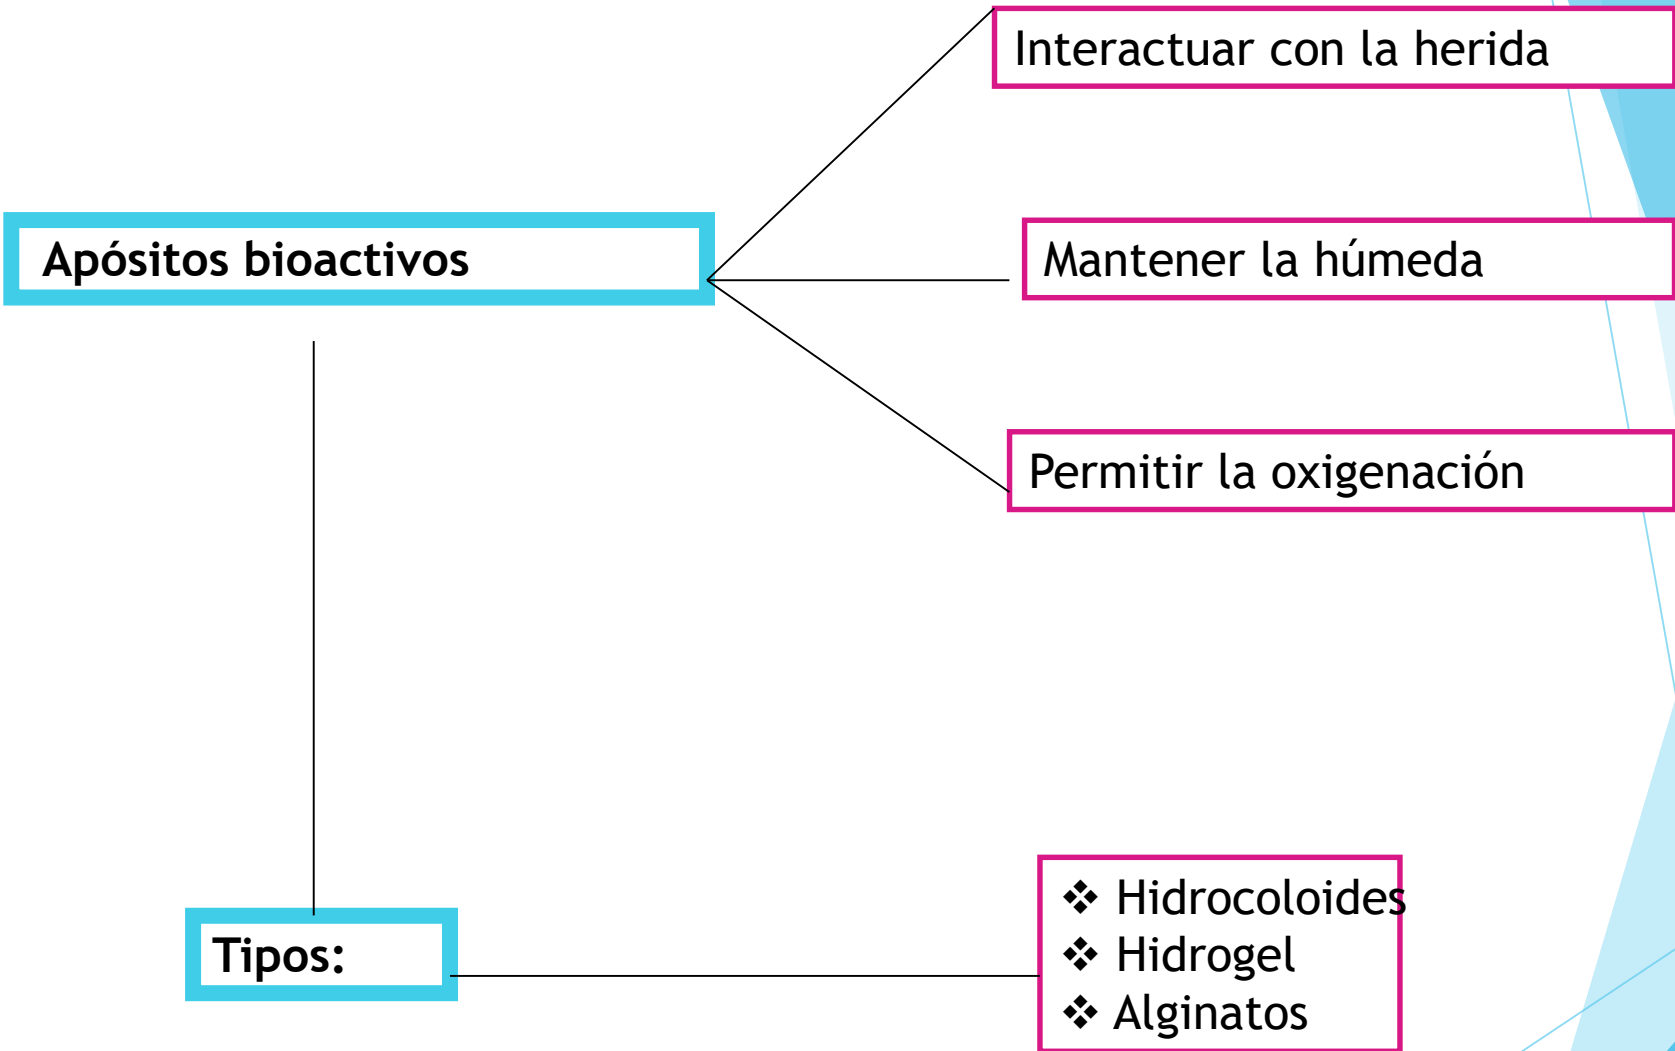 Interactuar con la herida
Apósitos bioactivos
Mantener la húmeda
Permitir la oxigenación
Tipos:
❖ Hidrocoloides
❖ Hidrogel
❖ Alginatos